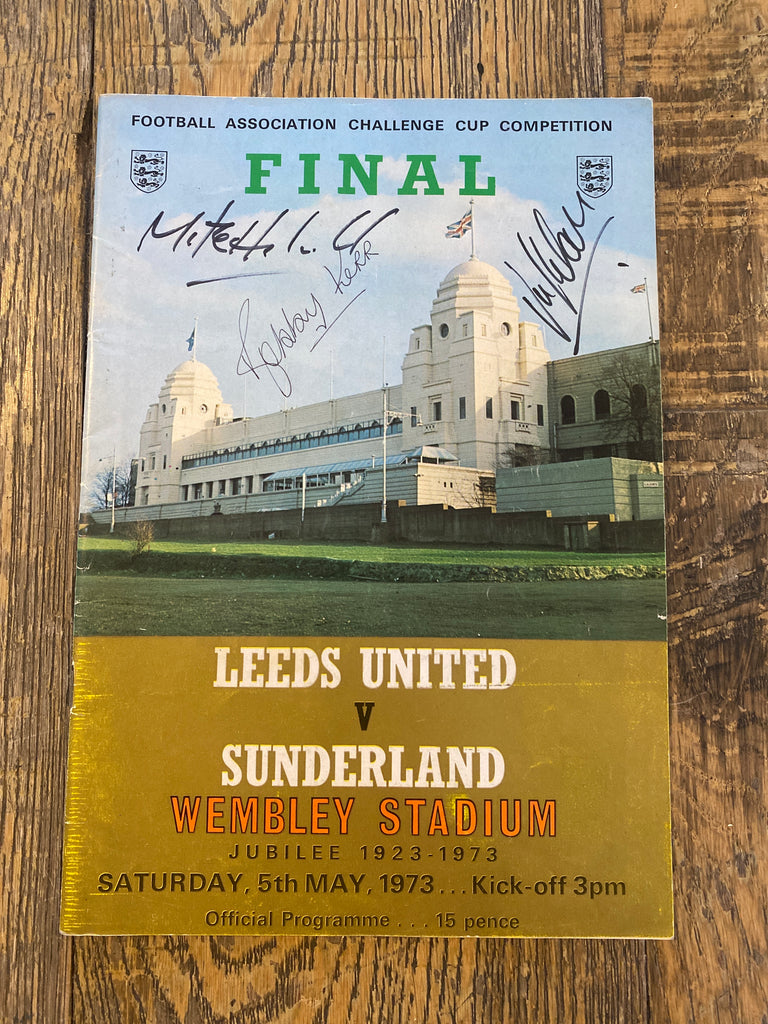 FOOTBALL ASSOCIATION CHALLENGE CUP COMPETITION
FINAL
Bobby Kerr
LEEDS UNITED
V
SUNDERLAND
WEMBLEY STADIUM
JUBILEE 1923-1973
SATURDAY, 5th MAY, 1973... Kick-off 3pm
Official Programme . . . 15 pence